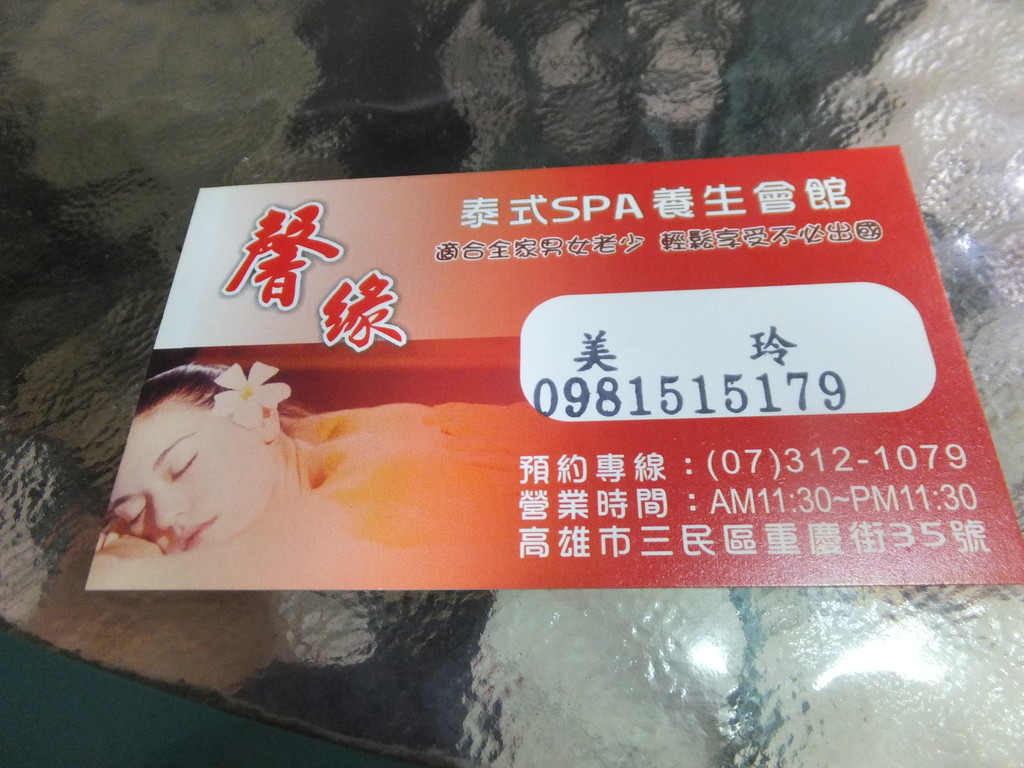 馨緣
泰式SPA養生會館
適合全家男女老少 輕鬆享受不必出國
美 玲
0981515179
預約專線：(07)312-1079
營業時間：AM11:30~PM11:30
高雄市三民區重慶街35號